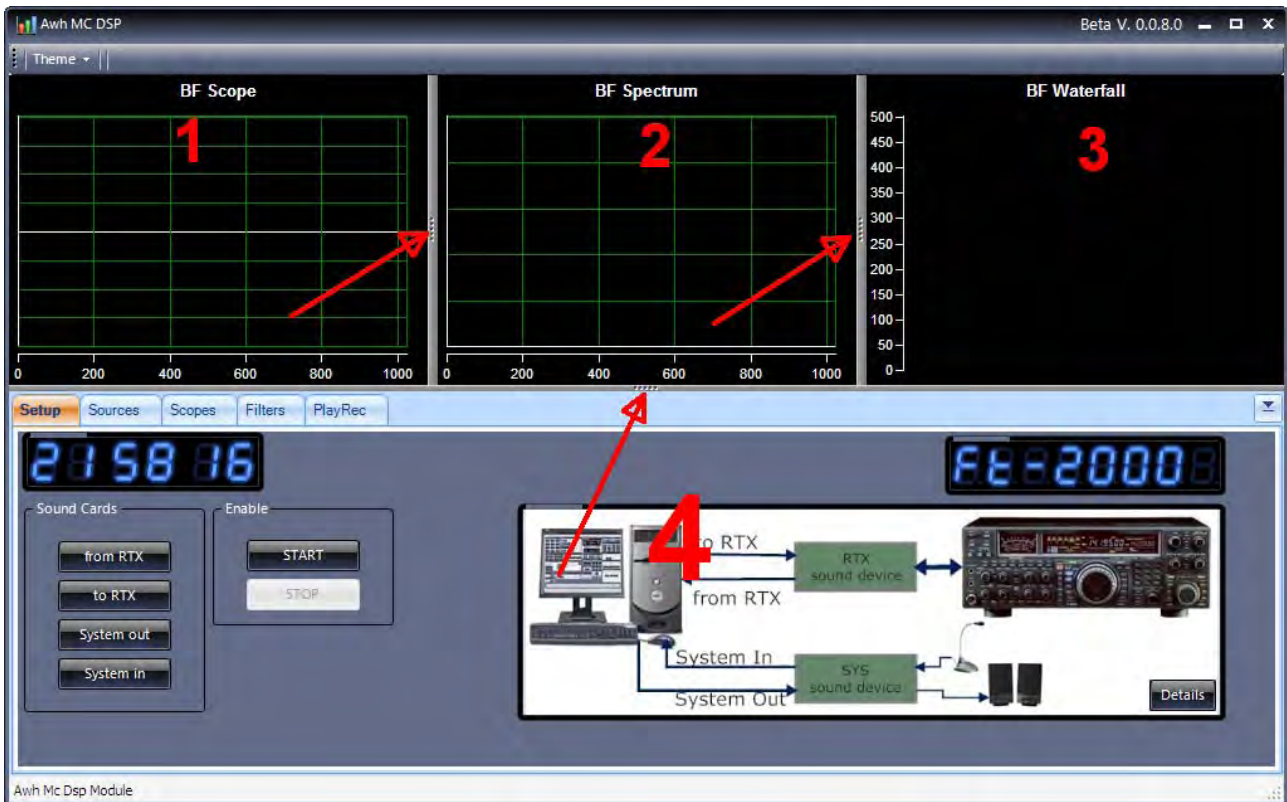 Awh MC DSP
Beta V. 0.0.8.0
Theme
BF Scope
BF Spectrum
BF Waterfall
1
2
3
500
450
400
350
300
250
200
150
100
50
0
0 200 400 600 800 1000
0 200 400 600 800 1000
Setup Sources Scopes Filters PlayRec
21 58 16
Ft-2000
Sound Cards
from RTX
to RTX
System out
System in
Enable
START
STOP
4
to RTX
from RTX
RTX
sound device
14.195.00
System In
System Out
SYS
sound device
Details
Awh Mc Dsp Module